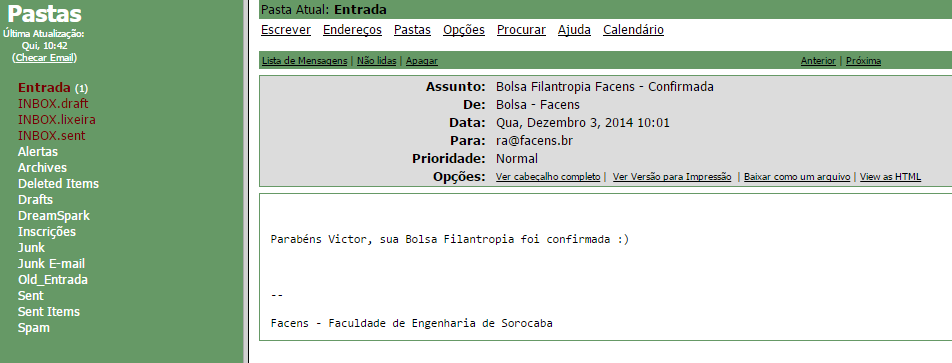 Pastas
Última Atualização:
Qui, 10:42
(Checar Email)
Entrada (1)
INBOX.draft
INBOX.lixeira
INBOX.sent
Alertas
Archives
Deleted Items
Drafts
DreamSpark
Inscrições
Junk
Junk E-mail
Old_Entrada
Sent
Sent Items
Spam
Pasta Atual: Entrada
Escrever Endereços Pastas Opções Procurar Ajuda Calendário
Lista de Mensagens | Não lidas | Apagar Anterior | Próxima
Assunto: Bolsa Filantropia Facens - Confirmada
De: Bolsa - Facens
Data: Qua, Dezembro 3, 2014 10:01
Para: ra@facens.br
Prioridade: Normal
Opções: Ver cabeçalho completo | Ver Versão para Impressão | Baixar como um arquivo | View as HTML
Parabéns Victor, sua Bolsa Filantropia foi confirmada :)
--
Facens - Faculdade de Engenharia de Sorocaba